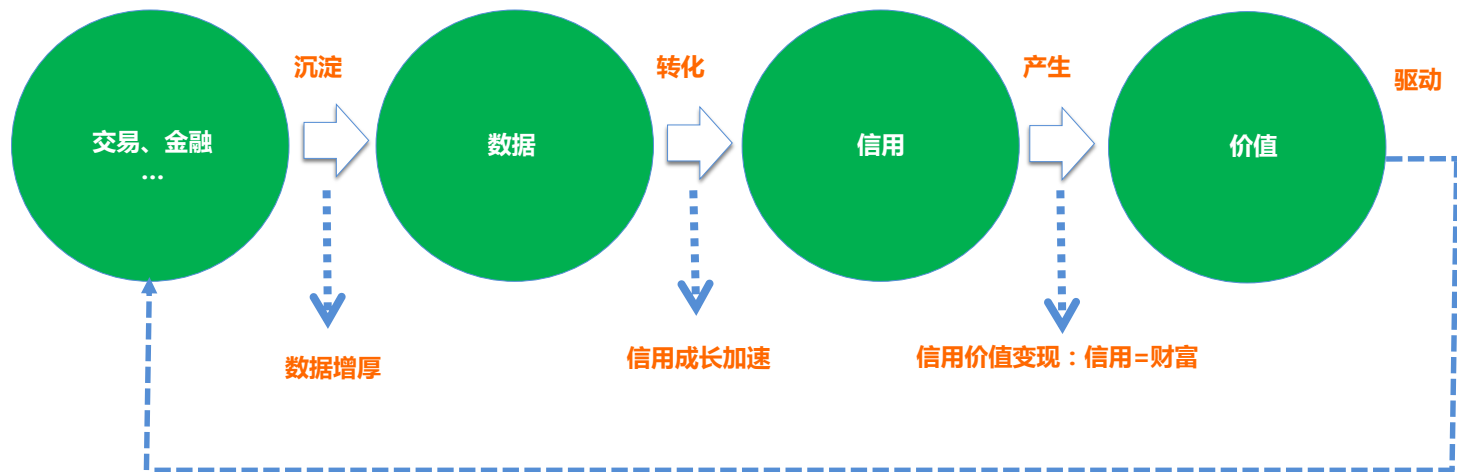 沉淀
转化
产生
驱动
交易、金融
...
数据
信用
价值
数据增厚
信用成长加速
信用价值变现：信用=财富